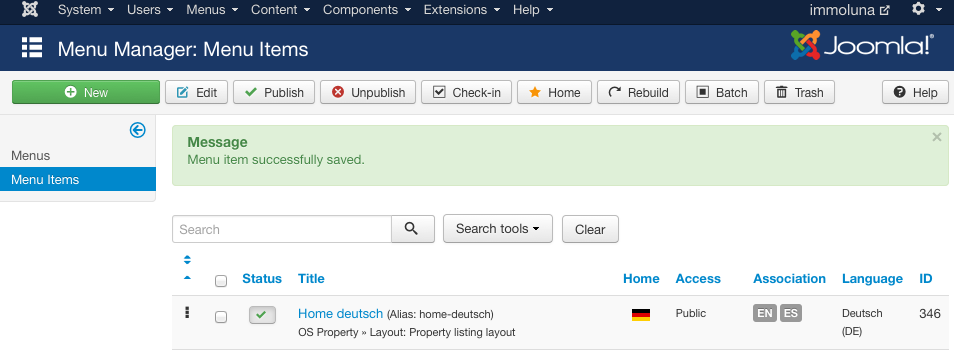 System Users Menus Content Components Extensions Help immoluna
Menu Manager: Menu Items Joomla!®
New Edit Publish Unpublish Check-in Home Rebuild Batch Trash Help
Menus
Menu Items
Message ×
Menu item successfully saved.
Search Search tools Clear
Status Title Home Access Association Language ID
Home deutsch (Alias: home-deutsch) Public EN ES Deutsch 346
OS Property » Layout: Property listing layout (DE)